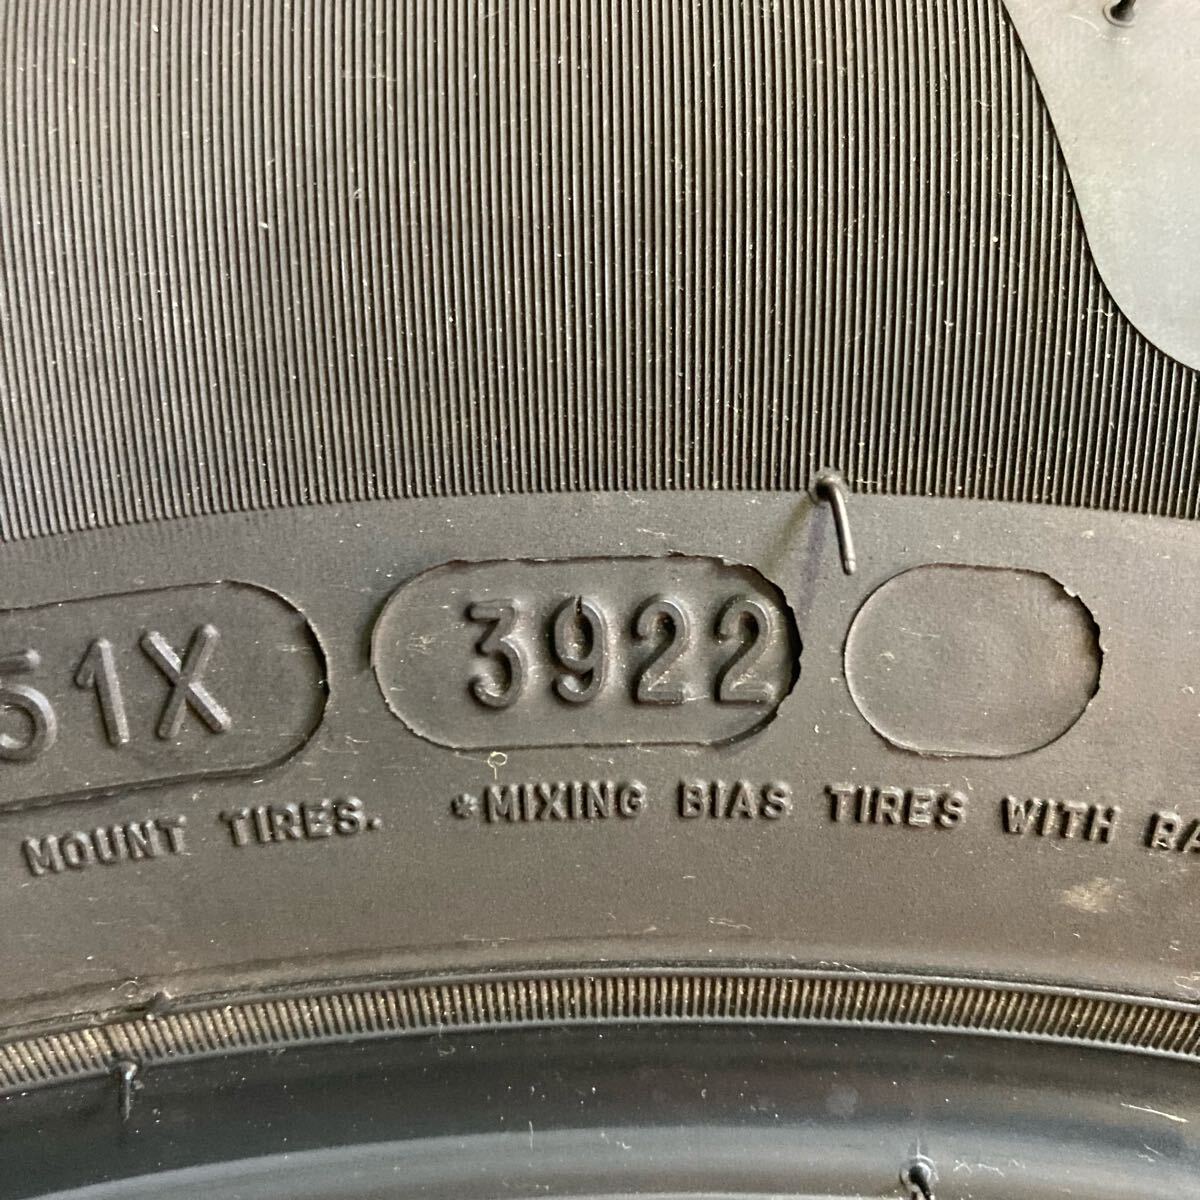 51X 3922
MOUNT TIRES. *MIXING BIAS TIRES WITH